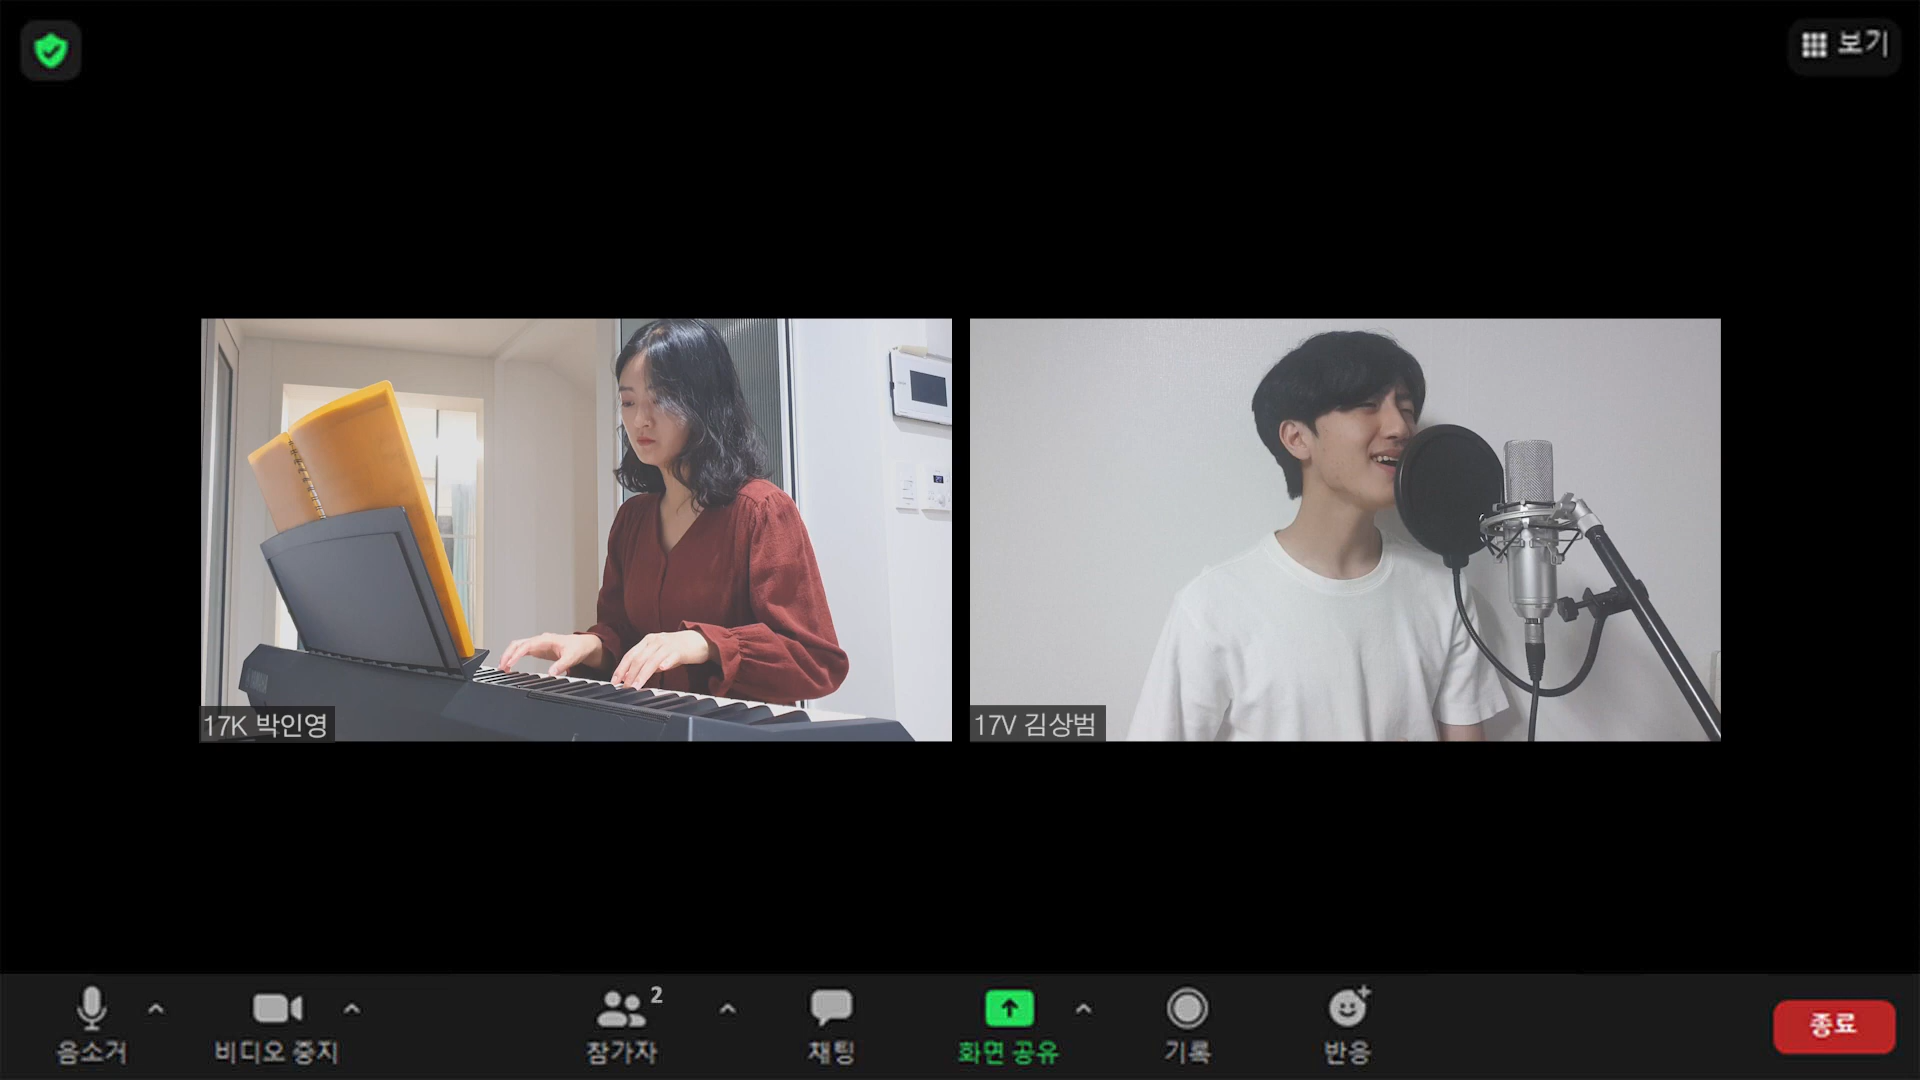 보기
17K 박인영
17V 김상범
2
음소거
비디오 중지
참가자
채팅
화면 공유
기록
반응
종료